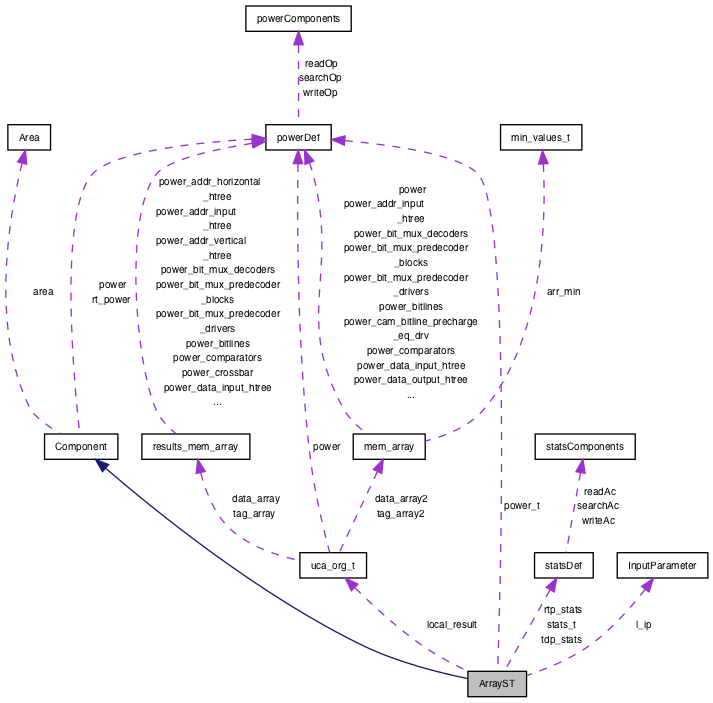 powerComponents
readOp
searchOp
writeOp
Area
powerDef
min_values_t
power_addr_horizontal
_htree
power_addr_input
_htree
power_addr_vertical
_htree
power_bit_mux_decoders
power_bit_mux_predecoder
_blocks
power_bit_mux_predecoder
_drivers
power_bitlines
power_comparators
power_crossbar
power_data_input_htree
...
power
power_addr_input
_htree
power_bit_mux_decoders
power_bit_mux_predecoder
_blocks
power_bit_mux_predecoder
_drivers
power_bitlines
power_cam_bitline_precharge
_eq_drv
power_comparators
power_data_input_htree
power_data_output_htree
...
area
power
rt_power
arr_min
Component
results_mem_array
power
mem_array
statsComponents
data_array
tag_array
data_array2
tag_array2
power_t
readAc
searchAc
writeAc
uca_org_t
statsDef
InputParameter
local_result
rtp_stats
stats_t
tdp_stats
l_ip
ArrayST